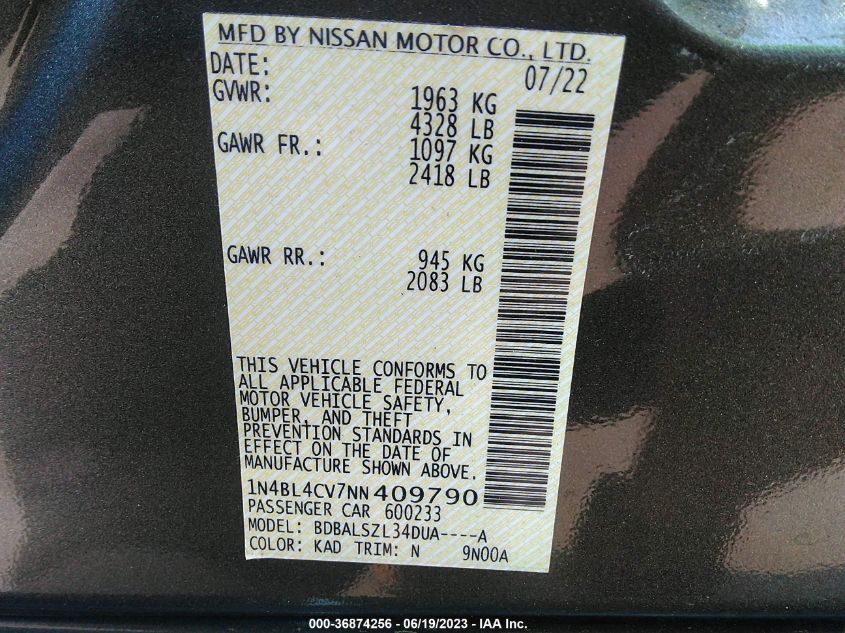 MFD BY NISSAN MOTOR CO., LTD.
DATE: 07/22
GVWR: 1963 KG
4328 LB
GAWR FR.: 1097 KG
2418 LB
GAWR RR.: 945 KG
2083 LB
THIS VEHICLE CONFORMS TO
ALL APPLICABLE FEDERAL
MOTOR VEHICLE SAFETY,
BUMPER, AND THEFT
PREVENTION STANDARDS IN
EFFECT ON THE DATE OF
MANUFACTURE SHOWN ABOVE.
1N4BL4CV7NN409790
PASSENGER CAR 600233
MODEL: BDBALSZL34DUA----A
COLOR: KAD TRIM: N 9N00A
000-36874256 - 06/19/2023 - IAA Inc.